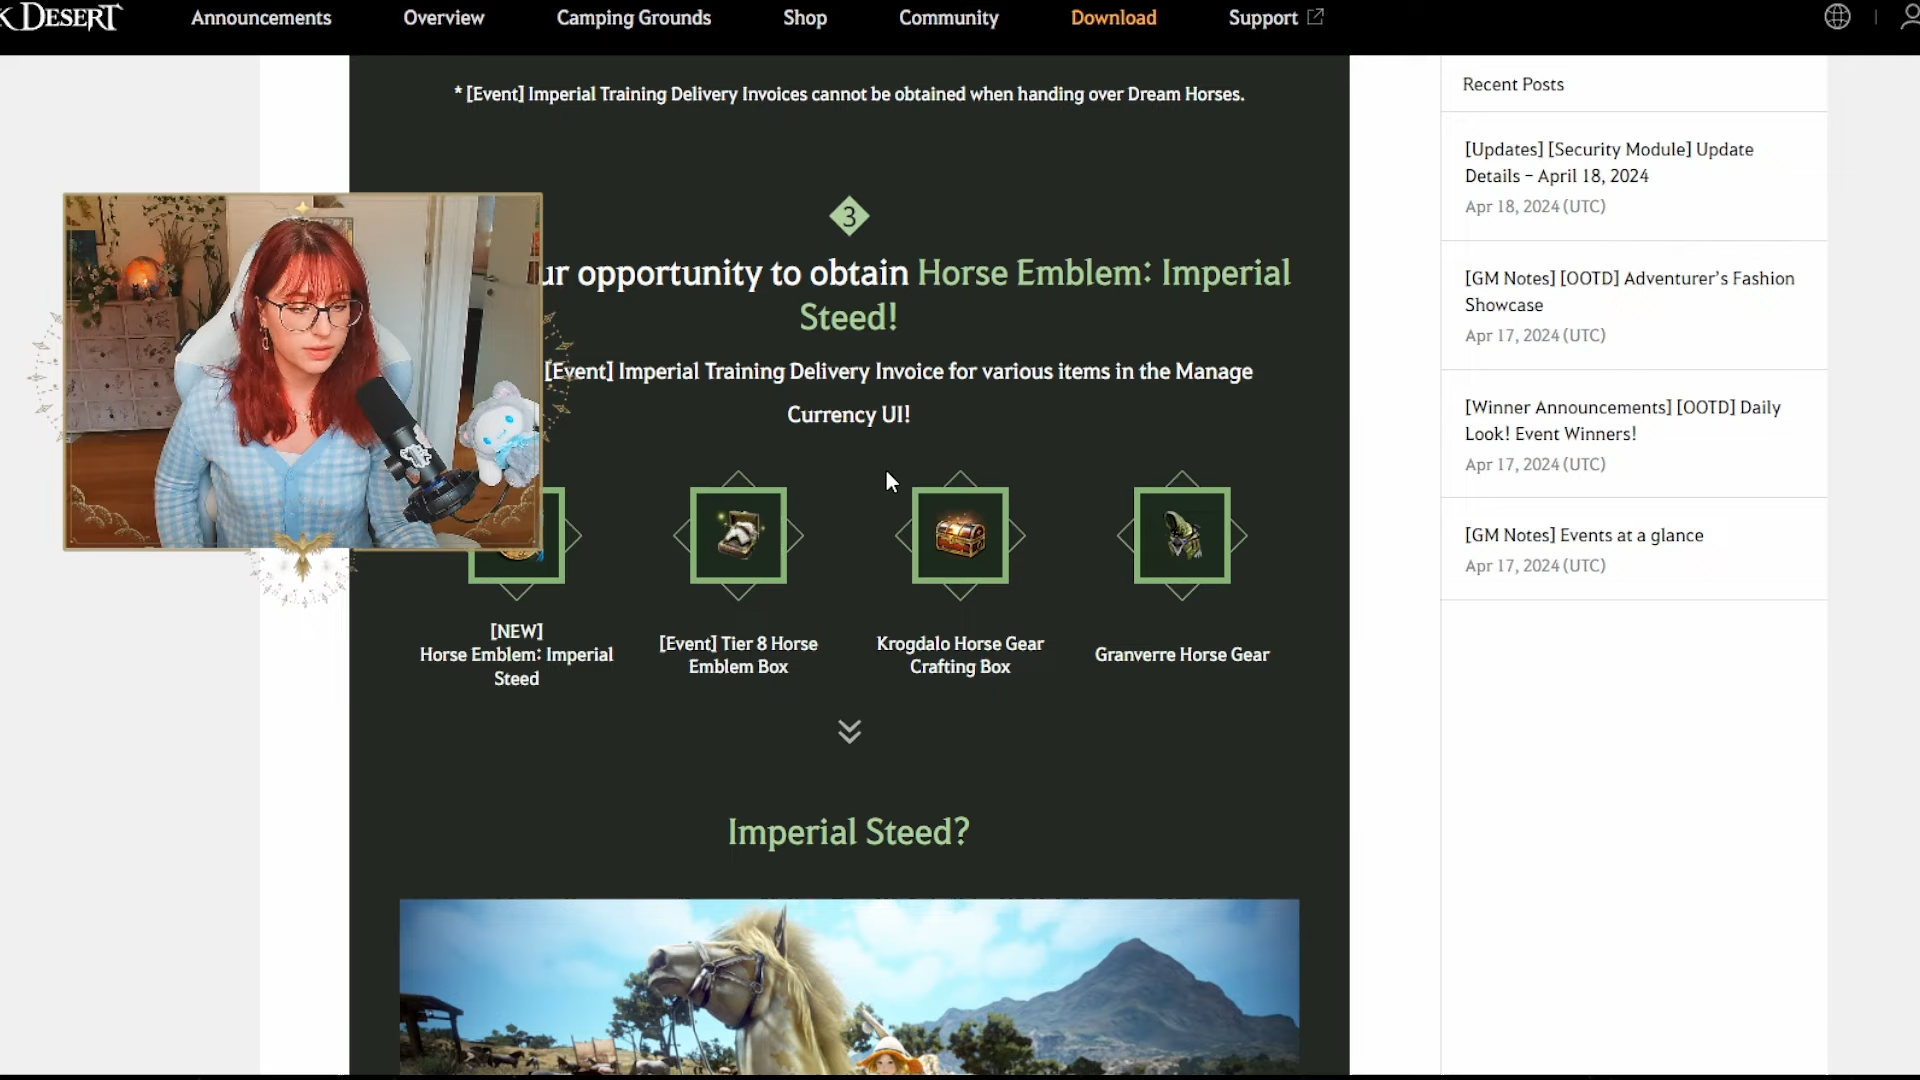 K DESERT
Announcements
Overview
Camping Grounds
Shop
Community
Download
Support
* [Event] Imperial Training Delivery Invoices cannot be obtained when handing over Dream Horses.
3
ur opportunity to obtain Horse Emblem: Imperial
Steed!
[Event] Imperial Training Delivery Invoice for various items in the Manage
Currency UI!
[NEW]
Horse Emblem: Imperial
Steed
[Event] Tier 8 Horse
Emblem Box
Krogdalo Horse Gear
Crafting Box
Granverre Horse Gear
Imperial Steed?
Recent Posts
[Updates] [Security Module] Update
Details – April 18, 2024
Apr 18, 2024 (UTC)
[GM Notes] [OOTD] Adventurer's Fashion
Showcase
Apr 17, 2024 (UTC)
[Winner Announcements] [OOTD] Daily
Look! Event Winners!
Apr 17, 2024 (UTC)
[GM Notes] Events at a glance
Apr 17, 2024 (UTC)